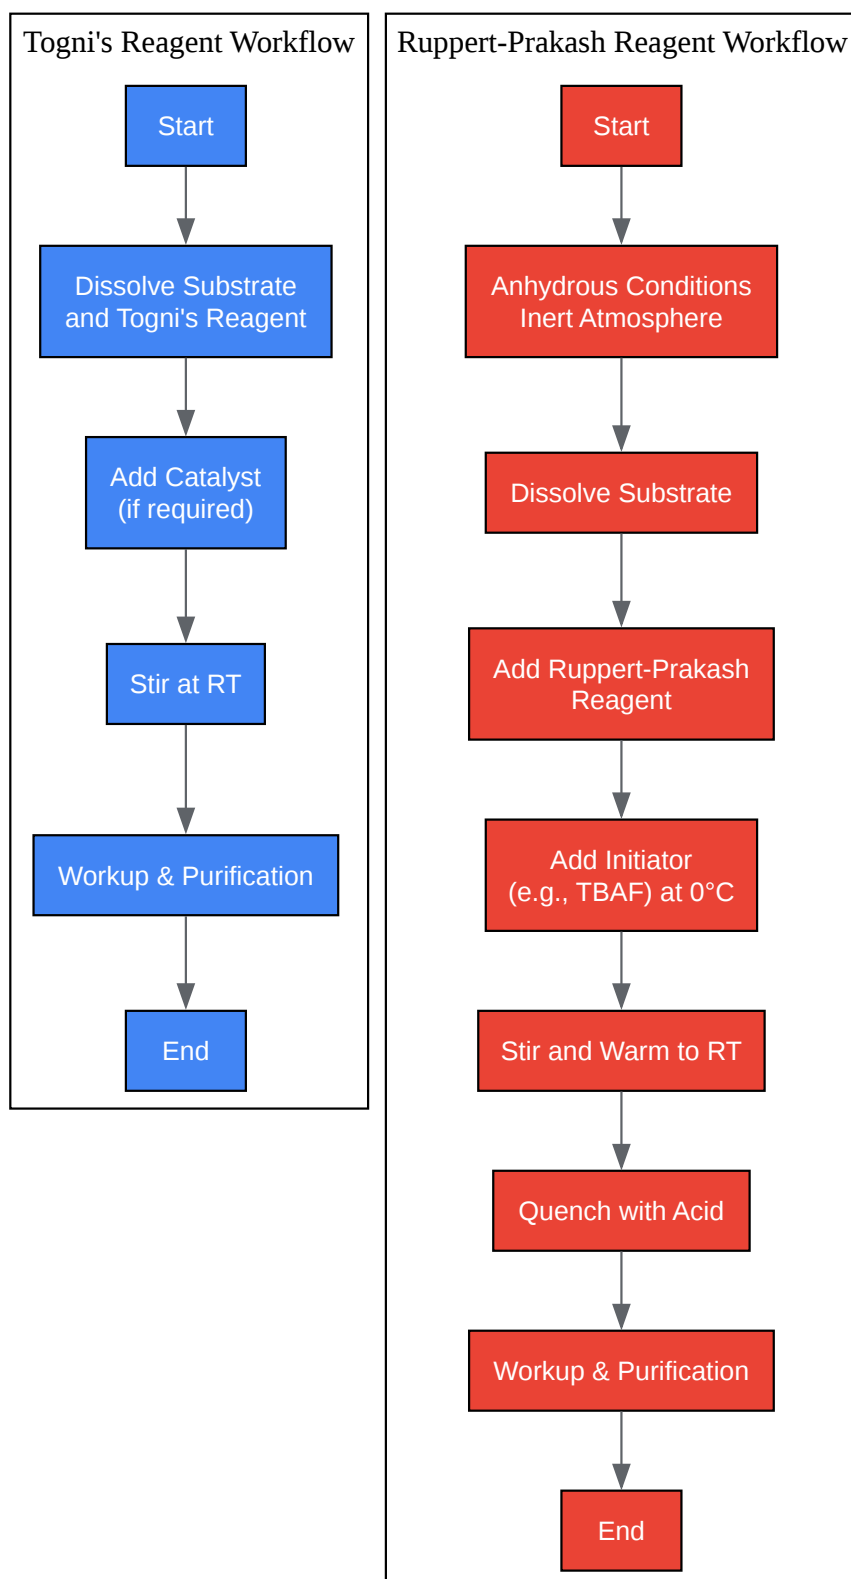 Togni's Reagent Workflow
Start
Dissolve Substrate
and Togni's Reagent
Add Catalyst
(if required)
Stir at RT
Workup & Purification
End
Ruppert-Prakash Reagent Workflow
Start
Anhydrous Conditions
Inert Atmosphere
Dissolve Substrate
Add Ruppert-Prakash
Reagent
Add Initiator
(e.g., TBAF) at 0°C
Stir and Warm to RT
Quench with Acid
Workup & Purification
End